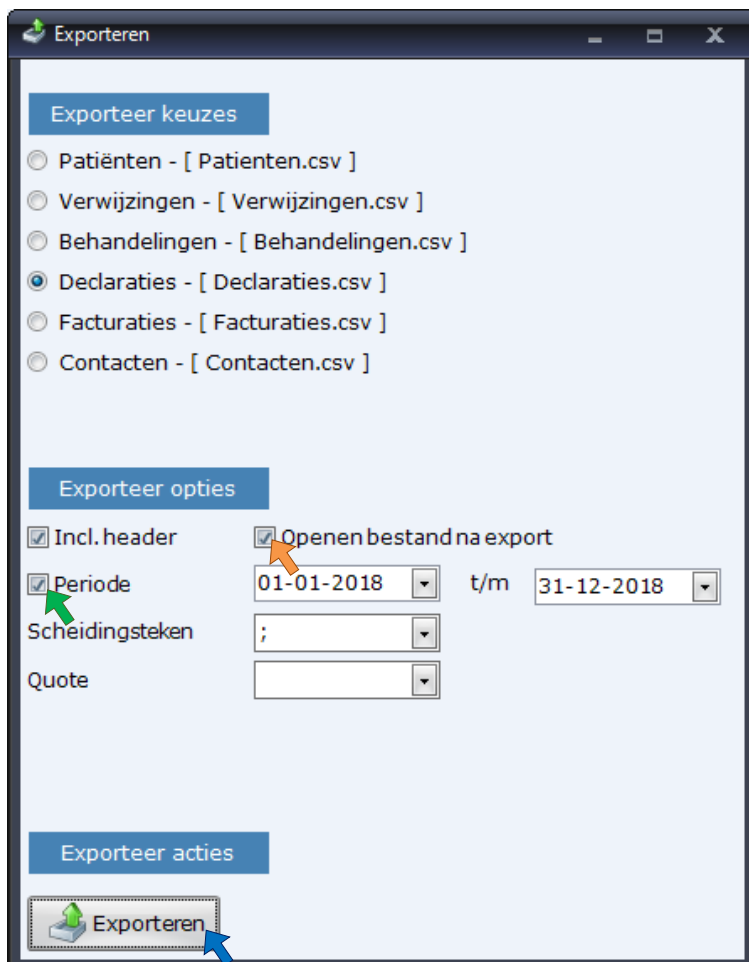 Exporteren
Exporteer keuzes
Patiënten - [ Patienten.csv ]
Verwijzingen - [ Verwijzingen.csv ]
Behandelingen - [ Behandelingen.csv ]
Declaraties - [ Declaraties.csv ]
Facturaties - [ Facturaties.csv ]
Contacten - [ Contacten.csv ]
Exporteer opties
Incl. header Openen bestand na export
Periode 01-01-2018 t/m 31-12-2018
Scheidingsteken ;
Quote
Exporteer acties
Exporteren